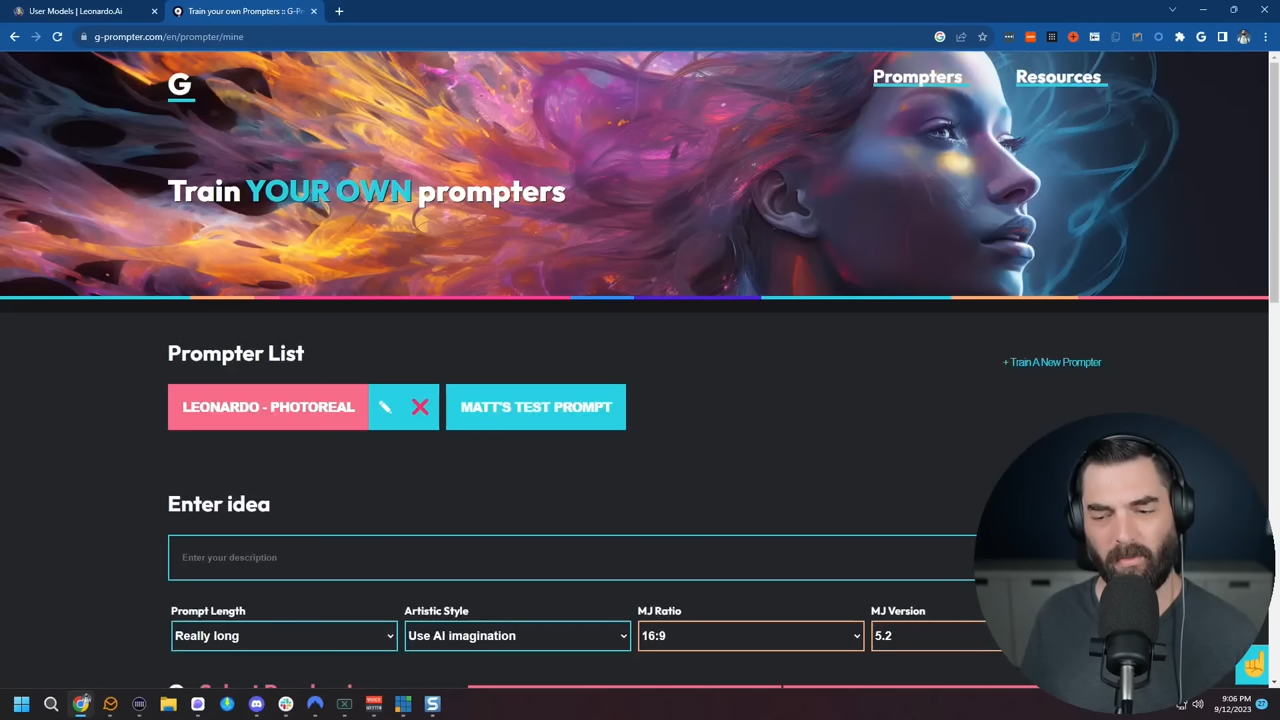 User Models | Leonardo.Ai
Train your own Prompters :: G-Pr
g-prompter.com/en/prompter/mine
G
Prompters
Resources
Train YOUR OWN prompters
Prompter List
+ Train A New Prompter
LEONARDO - PHOTOREAL
MATT'S TEST PROMPT
Enter idea
Enter your description
Prompt Length
Artistic Style
MJ Ratio
MJ Version
Really long
Use AI imagination
16:9
5.2
9:06 PM
9/12/2023
27